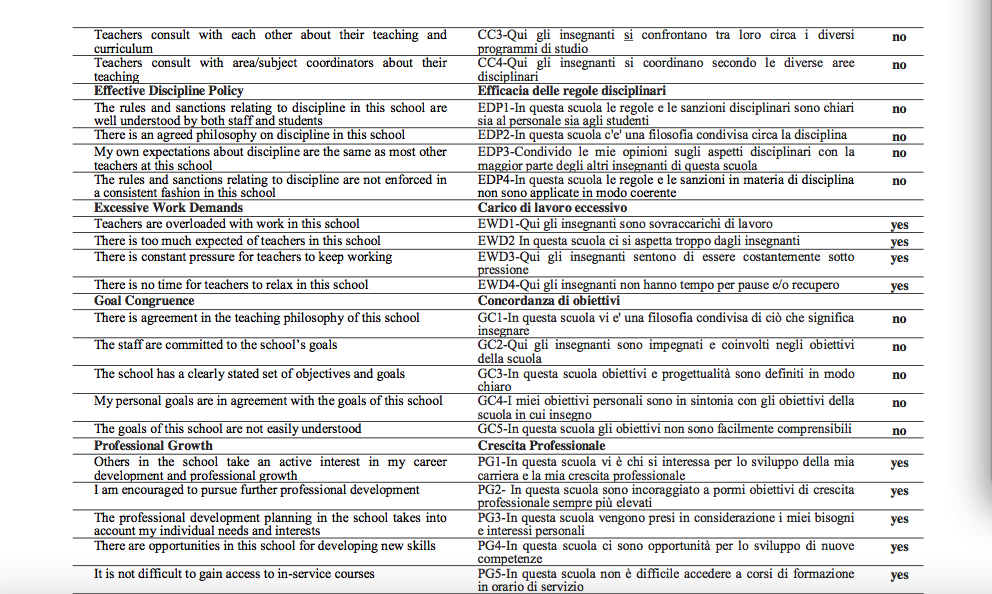 Teachers consult with each other about their teaching and CC3-Qui gli insegnanti si confrontano tra loro circa i diversi no
curriculum programmi di studio
Teachers consult with area/subject coordinators about their CC4-Qui gli insegnanti si coordinano secondo le diverse aree no
teaching disciplinari
Effective Discipline Policy Efficacia delle regole disciplinari
The rules and sanctions relating to discipline in this school are EDP1-In questa scuola le regole e le sanzioni disciplinari sono chiari no
well understood by both staff and students sia al personale sia agli studenti
There is an agreed philosophy on discipline in this school EDP2-In questa scuola c'e' una filosofia condivisa circa la disciplina no
My own expectations about discipline are the same as most other EDP3-Condivido le mie opinioni sugli aspetti disciplinari con la no
teachers at this school maggior parte degli altri insegnanti di questa scuola
The rules and sanctions relating to discipline are not enforced in EDP4-In questa scuola le regole e le sanzioni in materia di disciplina no
a consistent fashion in this school non sono applicate in modo coerente
Excessive Work Demands Carico di lavoro eccessivo
Teachers are overloaded with work in this school EWD1-Qui gli insegnanti sono sovraccarichi di lavoro yes
There is too much expected of teachers in this school EWD2 In questa scuola ci si aspetta troppo dagli insegnanti yes
There is constant pressure for teachers to keep working EWD3-Qui gli insegnanti sentono di essere costantemente sotto yes
pressione
There is no time for teachers to relax in this school EWD4-Qui gli insegnanti non hanno tempo per pause e/o recupero yes
Goal Congruence Concordanza di obiettivi
There is agreement in the teaching philosophy of this school GC1-In questa scuola vi e' una filosofia condivisa di ciò che significa no
insegnare
The staff are committed to the school's goals GC2-Qui gli insegnanti sono impegnati e coinvolti negli obiettivi no
della scuola
The school has a clearly stated set of objectives and goals GC3-In questa scuola obiettivi e progettualità sono definiti in modo no
chiaro
My personal goals are in agreement with the goals of this school GC4-I miei obiettivi personali sono in sintonia con gli obiettivi della no
scuola in cui insegno
The goals of this school are not easily understood GC5-In questa scuola gli obiettivi non sono facilmente comprensibili no
Professional Growth Crescita Professionale
Others in the school take an active interest in my career PG1-In questa scuola vi è chi si interessa per lo sviluppo della mia yes
development and professional growth carriera e la mia crescita professionale
I am encouraged to pursue further professional development PG2- In questa scuola sono incoraggiato a pormi obiettivi di crescita yes
professionale sempre più elevati
The professional development planning in the school takes into PG3-In questa scuola vengono presi in considerazione i miei bisogni yes
account my individual needs and interests e interessi personali
There are opportunities in this school for developing new skills PG4-In questa scuola ci sono opportunità per lo sviluppo di nuove yes
competenze
It is not difficult to gain access to in-service courses PG5-In questa scuola non è difficile accedere a corsi di formazione yes
in orario di servizio